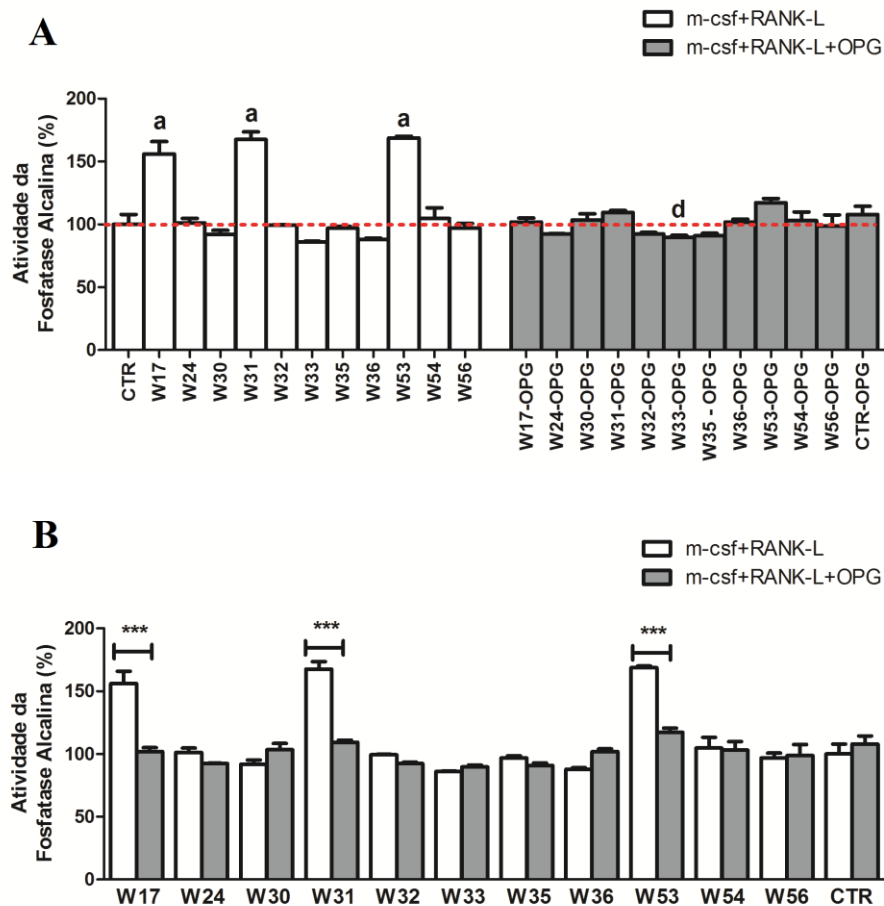 A
m-csf+RANK-L
m-csf+RANK-L+OPG
Atividade da
Fosfatase Alcalina (%)
200
150
100
50
0
a
a
a
d
CTR
W17
W24
W30
W31
W32
W33
W35
W36
W53
W54
W56
W17-OPG
W24-OPG
W30-OPG
W31-OPG
W32-OPG
W33-OPG
W35 - OPG
W36-OPG
W53-OPG
W54-OPG
W56-OPG
CTR-OPG
B
m-csf+RANK-L
m-csf+RANK-L+OPG
Atividade da
Fosfatase Alcalina (%)
200
150
100
50
0
***
***
***
W17 W24 W30 W31 W32 W33 W35 W36 W53 W54 W56 CTR